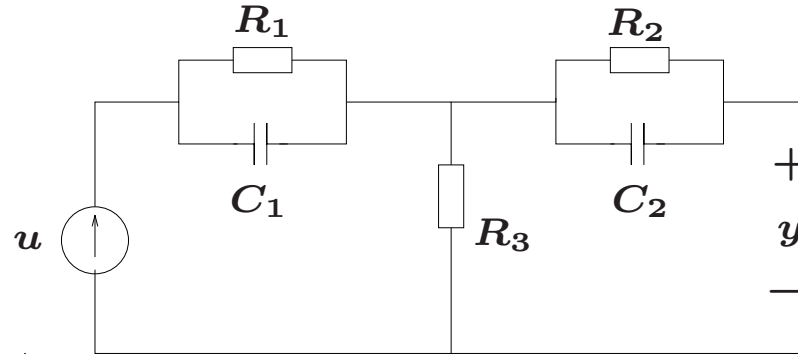 R₁
R₂
C₁
C₂
+
u
R₃
y
−